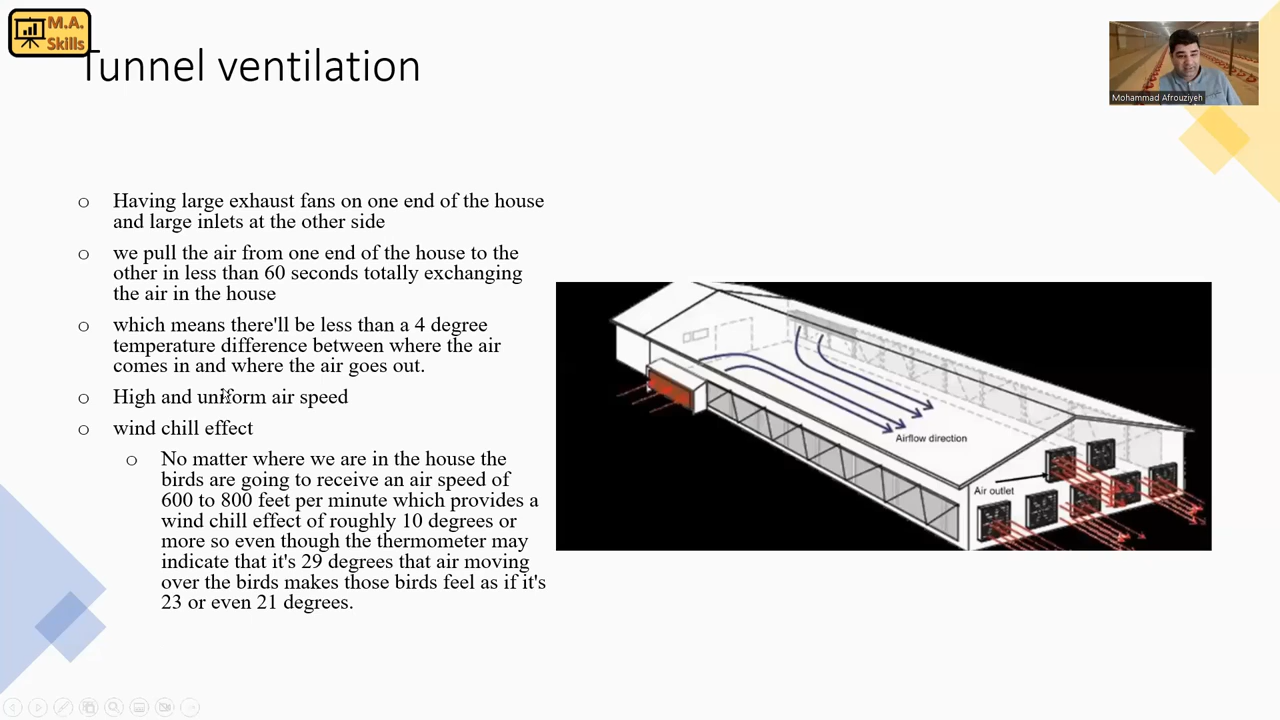 M.A.
Skills
Tunnel ventilation
Mohammad Afrouziyeh
o Having large exhaust fans on one end of the house
and large inlets at the other side
o we pull the air from one end of the house to the
other in less than 60 seconds totally exchanging
the air in the house
o which means there'll be less than a 4 degree
temperature difference between where the air
comes in and where the air goes out.
o High and uniform air speed
o wind chill effect
o No matter where we are in the house the
birds are going to receive an air speed of
600 to 800 feet per minute which provides a
wind chill effect of roughly 10 degrees or
more so even though the thermometer may
indicate that it's 29 degrees that air moving
over the birds makes those birds feel as if it's
23 or even 21 degrees.
Airflow direction
Air outlet